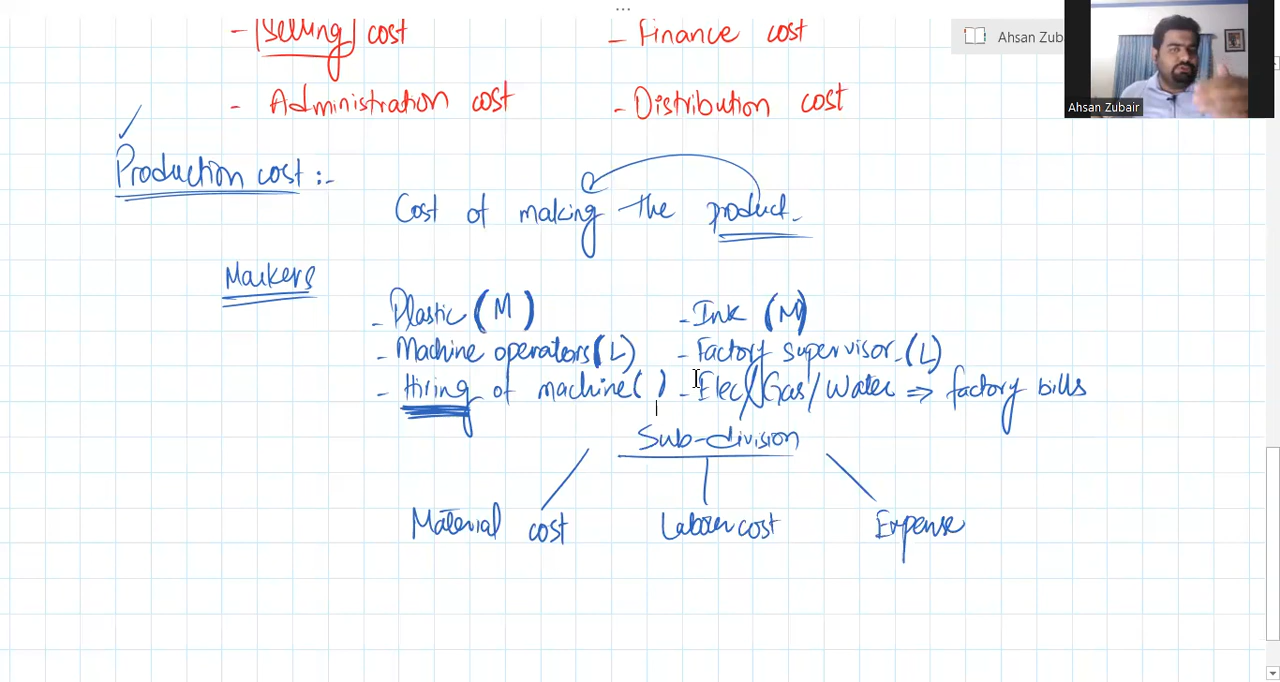 - Selling cost
- Finance cost
Ahsan Zub
- Administration cost
- Distribution cost
Ahsan Zubair
Production cost :-
Cost of making the product.
Markers
- Plastic (M)
- Ink (M)
- Machine operators (L)
- Factory supervisor (L)
- Hiring of machine ( )
- Elec/Gas/Water ⇒ factory bills
Sub-division
Material cost
Labour cost
Expense